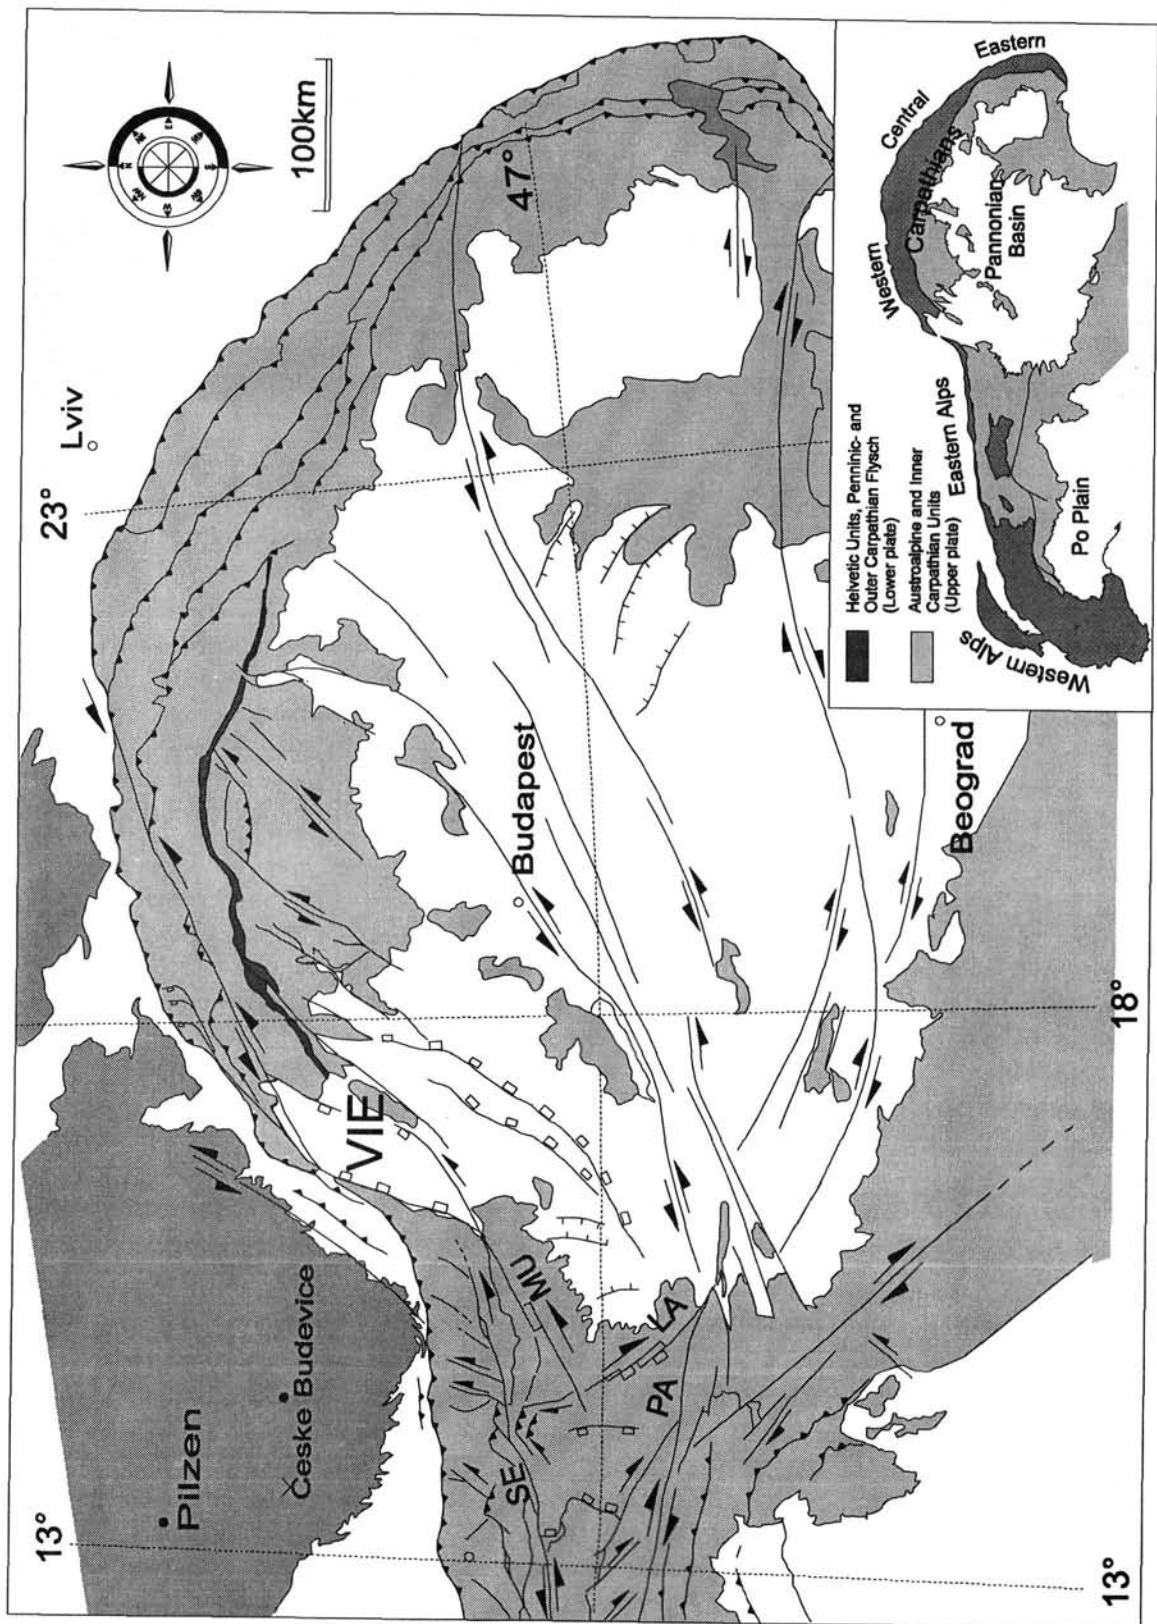 Lviv
23°
100km
47°
Pilzen
Ceske Budevice
13°
VIE
Budapest
MU
SE
LA
PA
18°
13°
Beograd
Western
Central
Eastern
Carpathians
Pannonian
Basin
Eastern Alps
Western Alps
Po Plain
Helvetic Units, Penninic- and
Outer Carpathian Flysch
(Lower plate)
Austroalpine and Inner
Carpathian Units
(Upper plate)